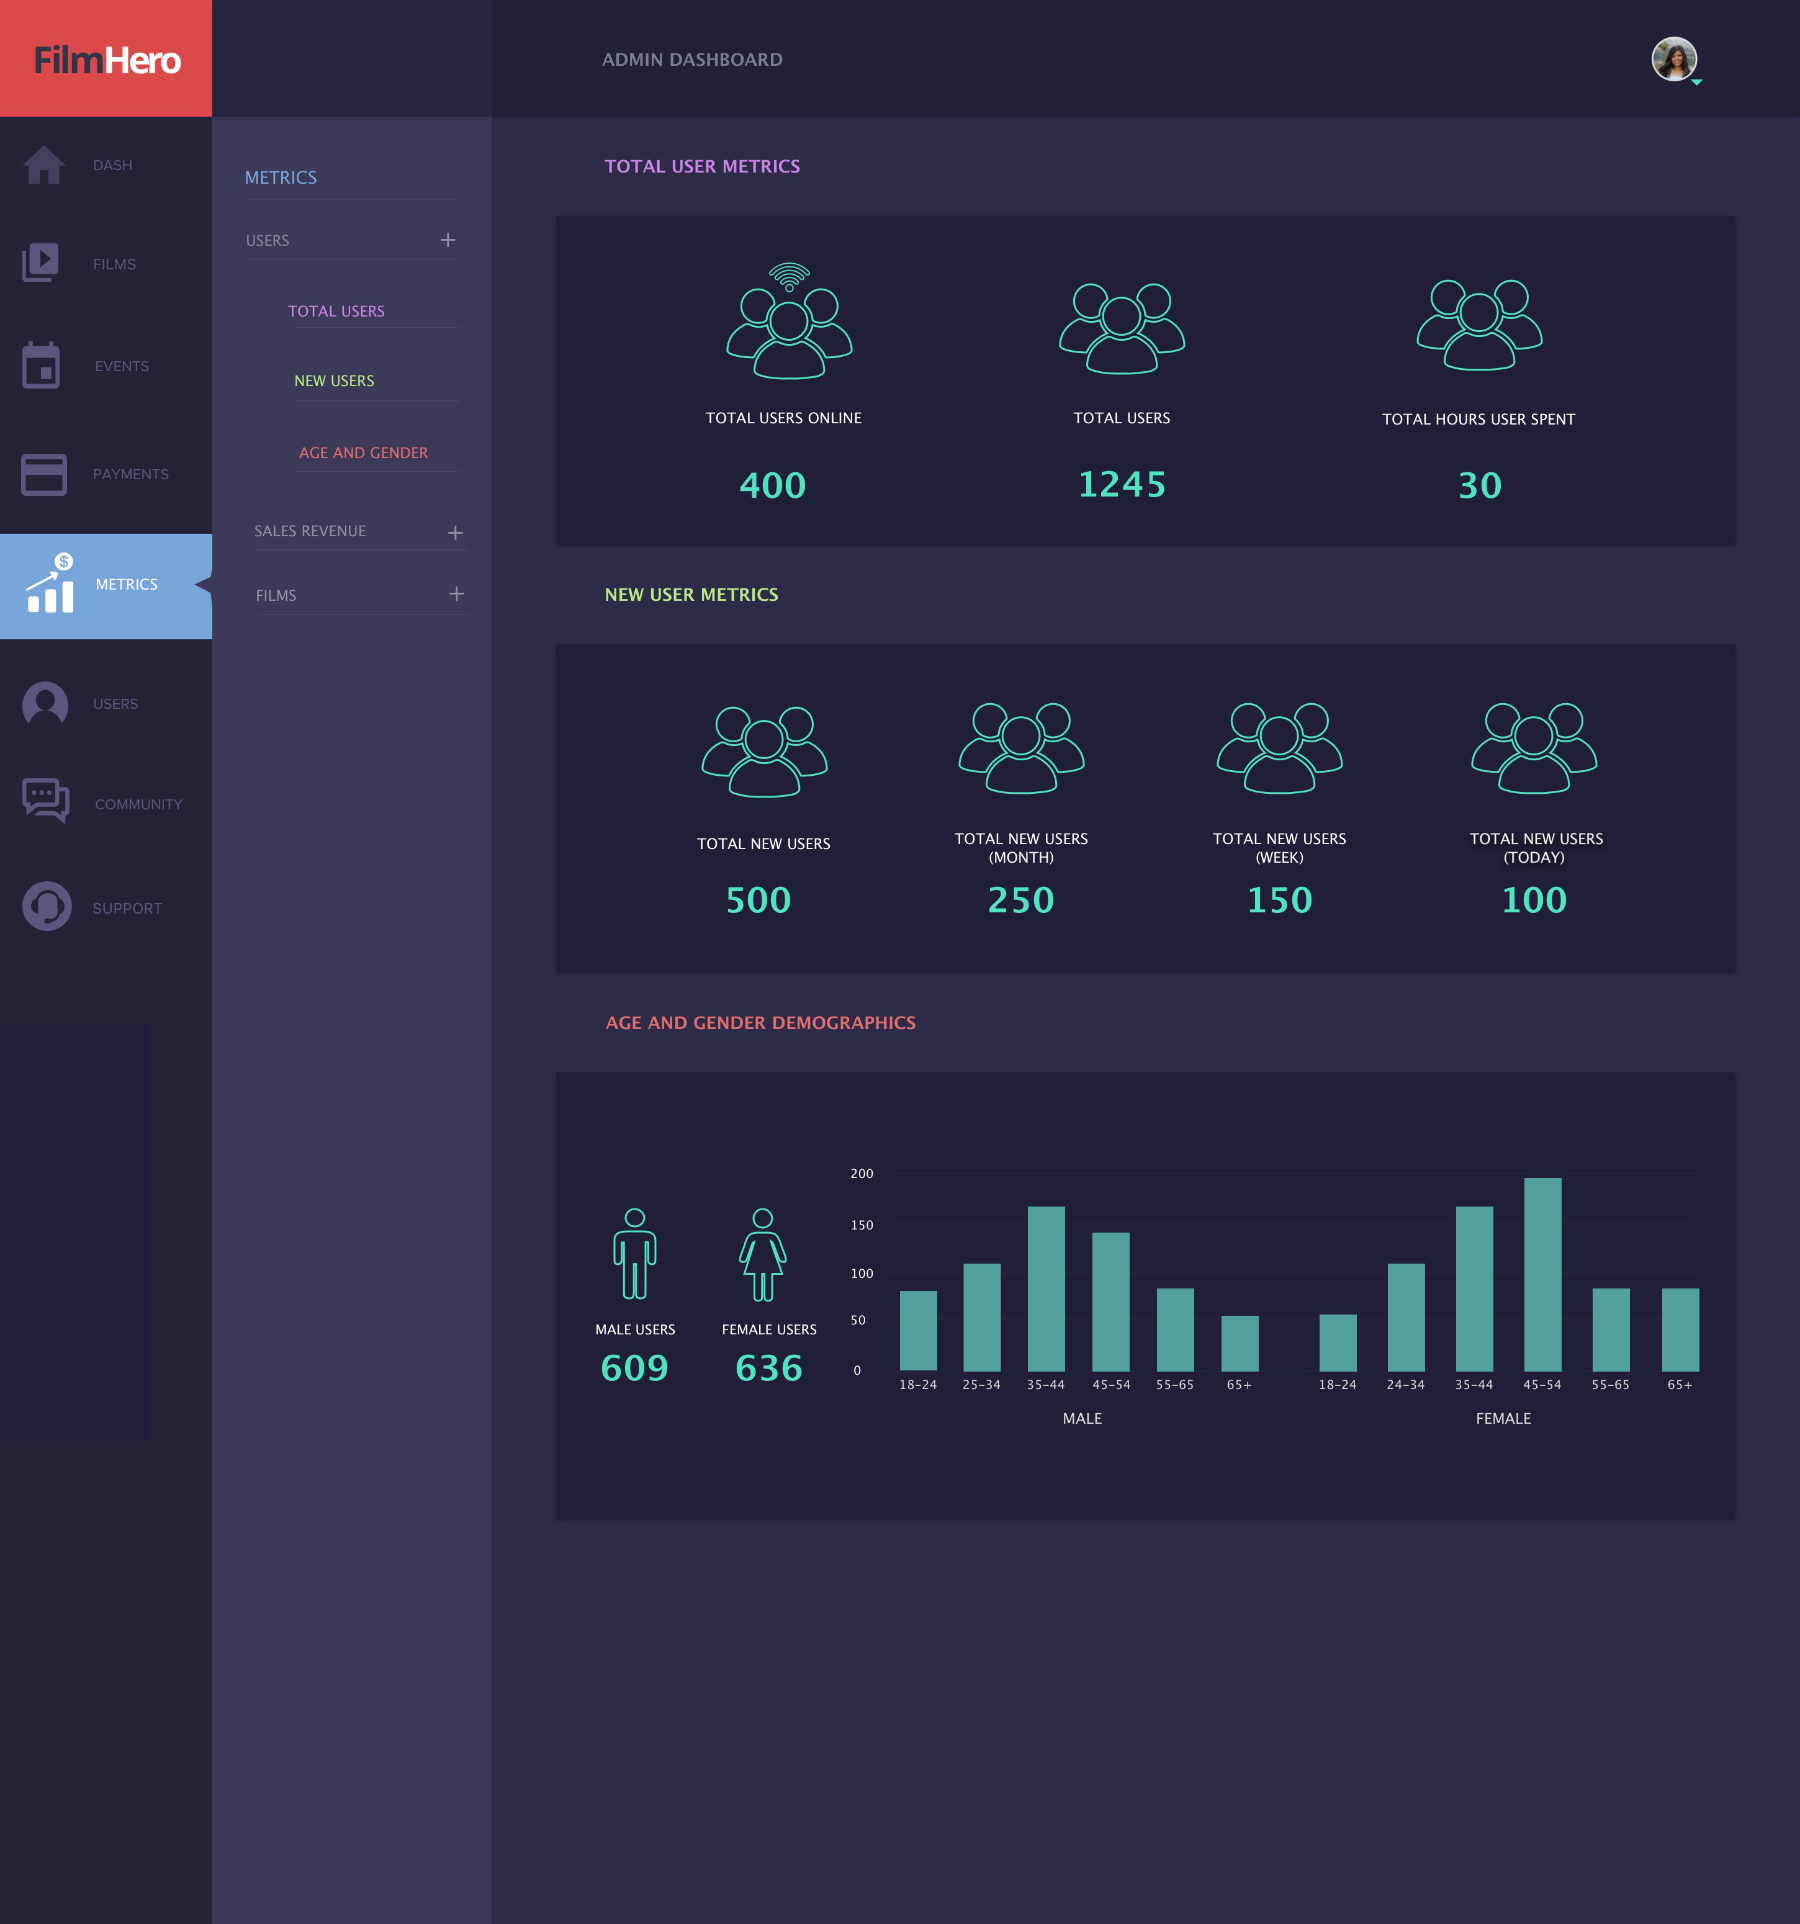 FilmHero
ADMIN DASHBOARD
DASH
FILMS
EVENTS
PAYMENTS
$
METRICS
USERS
COMMUNITY
SUPPORT
METRICS
USERS +
TOTAL USERS
NEW USERS
AGE AND GENDER
SALES REVENUE +
FILMS +
TOTAL USER METRICS
TOTAL USERS ONLINE
400
TOTAL USERS
1245
TOTAL HOURS USER SPENT
30
NEW USER METRICS
TOTAL NEW USERS
500
TOTAL NEW USERS
(MONTH)
250
TOTAL NEW USERS
(WEEK)
150
TOTAL NEW USERS
(TODAY)
100
AGE AND GENDER DEMOGRAPHICS
MALE USERS
609
FEMALE USERS
636
200
150
100
50
0
18-24 25-34 35-44 45-54 55-65 65+
MALE
18-24 24-34 35-44 45-54 55-65 65+
FEMALE